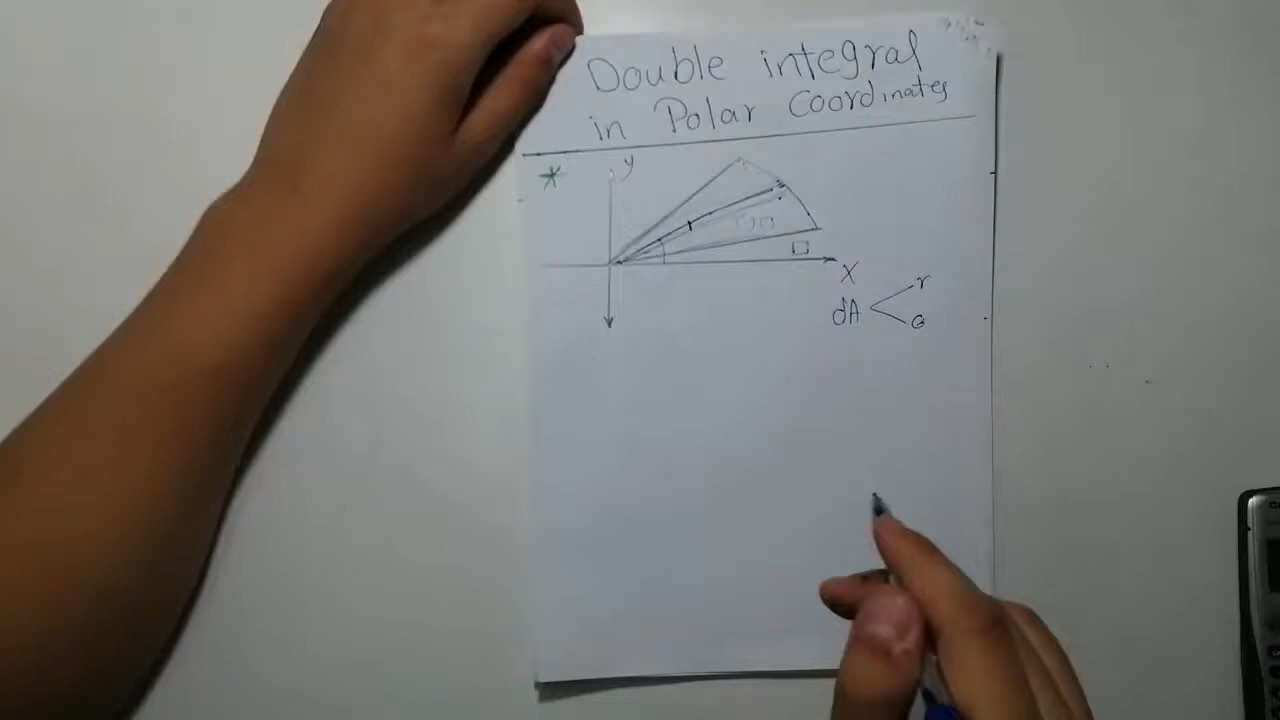 Double integral
in Polar Coordinates
*
y
X
r
dA
θ